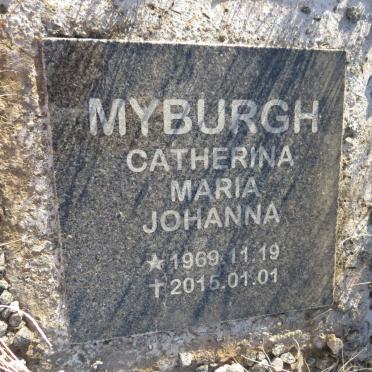 MYBURGH
CATHERINA
MARIA
JOHANNA
★ 1969.11.19
† 2015.01.01